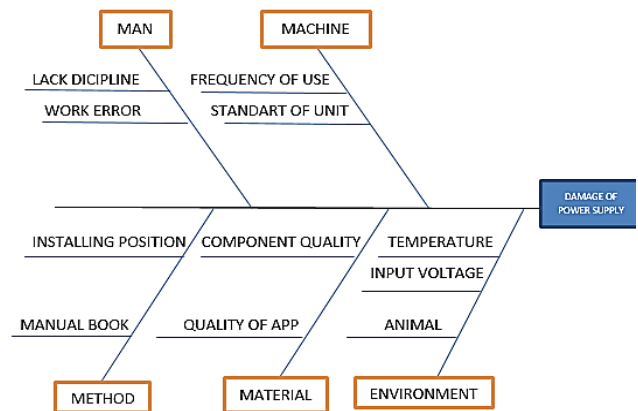 MAN
MACHINE
LACK DICIPLINE
FREQUENCY OF USE
WORK ERROR
STANDART OF UNIT
DAMAGE OF
POWER SUPPLY
INSTALLING POSITION
COMPONENT QUALITY
TEMPERATURE
INPUT VOLTAGE
MANUAL BOOK
QUALITY OF APP
ANIMAL
METHOD
MATERIAL
ENVIRONMENT